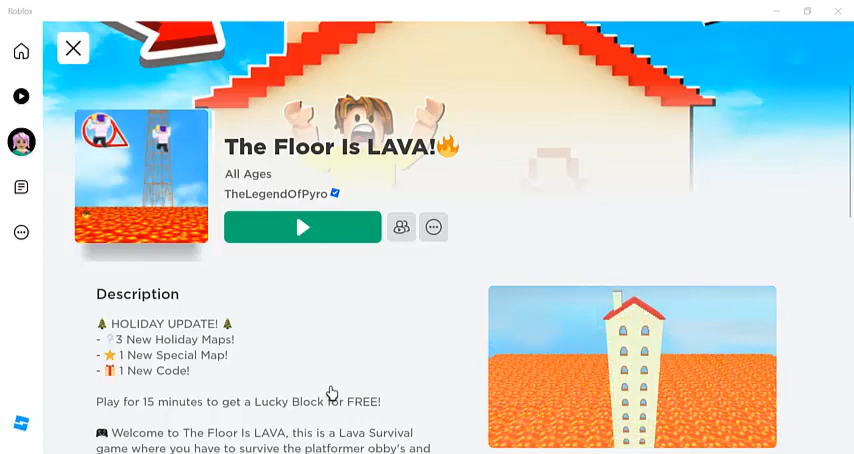 Roblox
The Floor Is LAVA!🔥
All Ages
TheLegendOfPyro
Description
🎄 HOLIDAY UPDATE! 🎄
- ❔3 New Holiday Maps!
- ⭐ 1 New Special Map!
- 🎁 1 New Code!
Play for 15 minutes to get a Lucky Block for FREE!
🎮 Welcome to The Floor Is LAVA, this is a Lava Survival
game where you have to survive the platformer obby's and